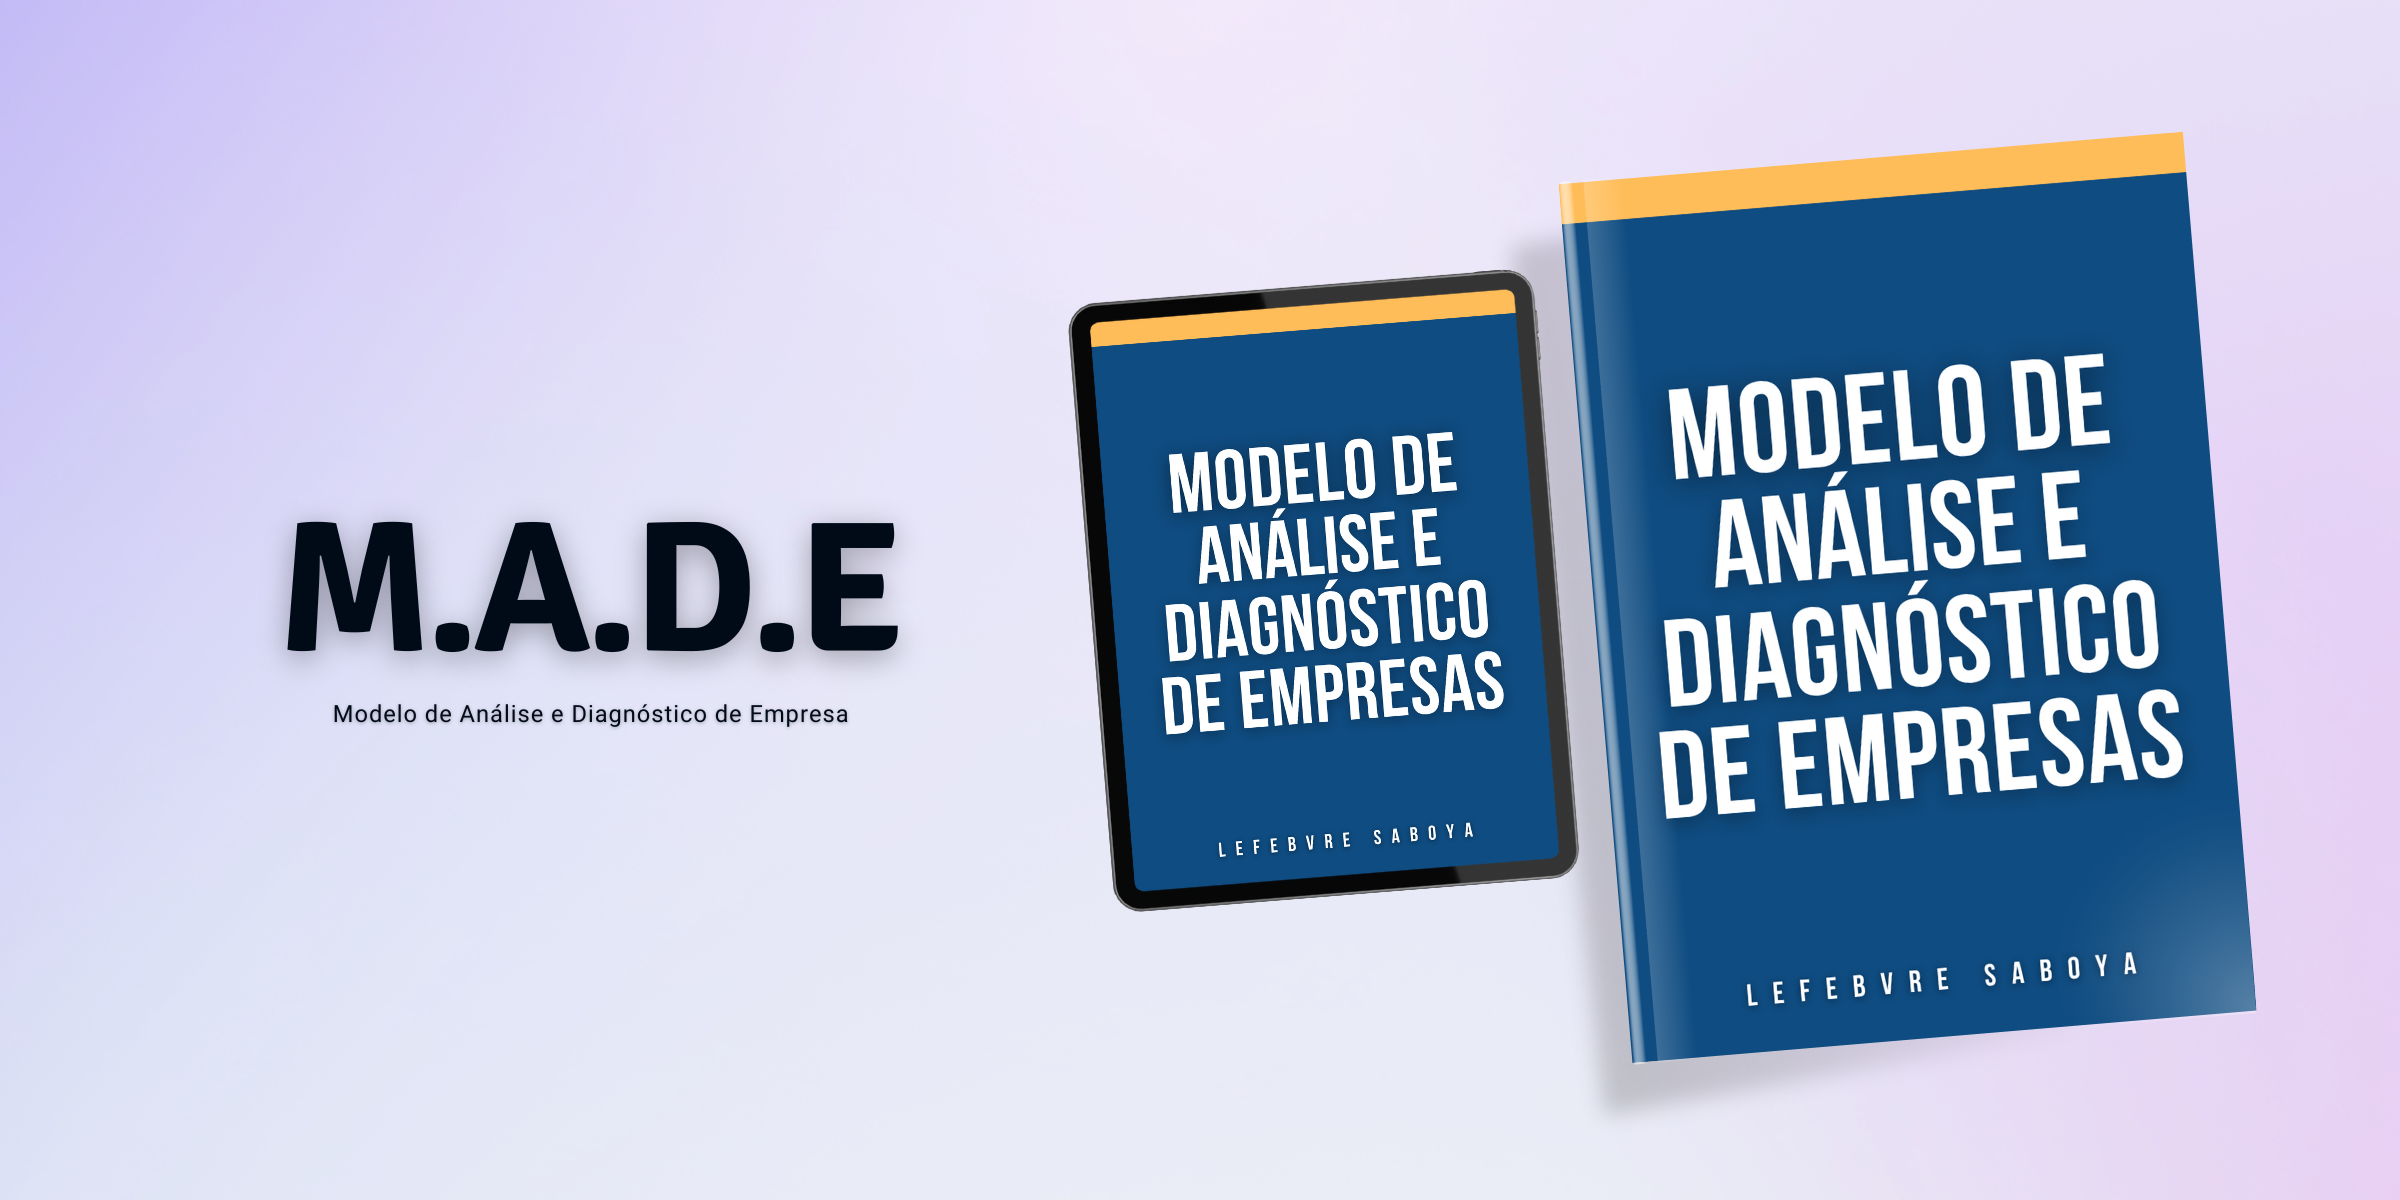 M.A.D.E
Modelo de Análise e Diagnóstico de Empresa
MODELO DE
ANÁLISE E
DIAGNÓSTICO
DE EMPRESAS
LEFEBVRE SABOYA
MODELO DE
ANÁLISE E
DIAGNÓSTICO
DE EMPRESAS
LEFEBVRE SABOYA